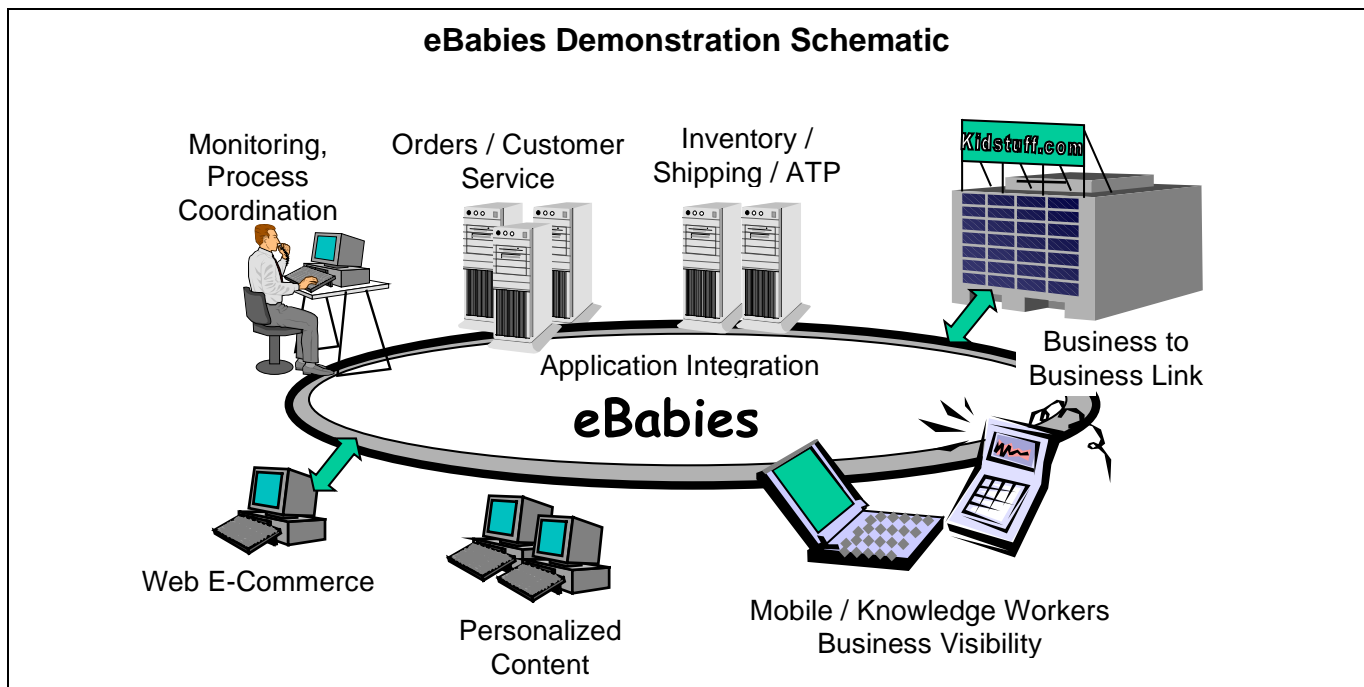 eBabies Demonstration Schematic
Monitoring,
Process
Coordination
Orders / Customer
Service
Inventory /
Shipping / ATP
Kidstuff.com
Business to
Business Link
Application Integration
eBabies
Web E-Commerce
Personalized
Content
Mobile / Knowledge Workers
Business Visibility